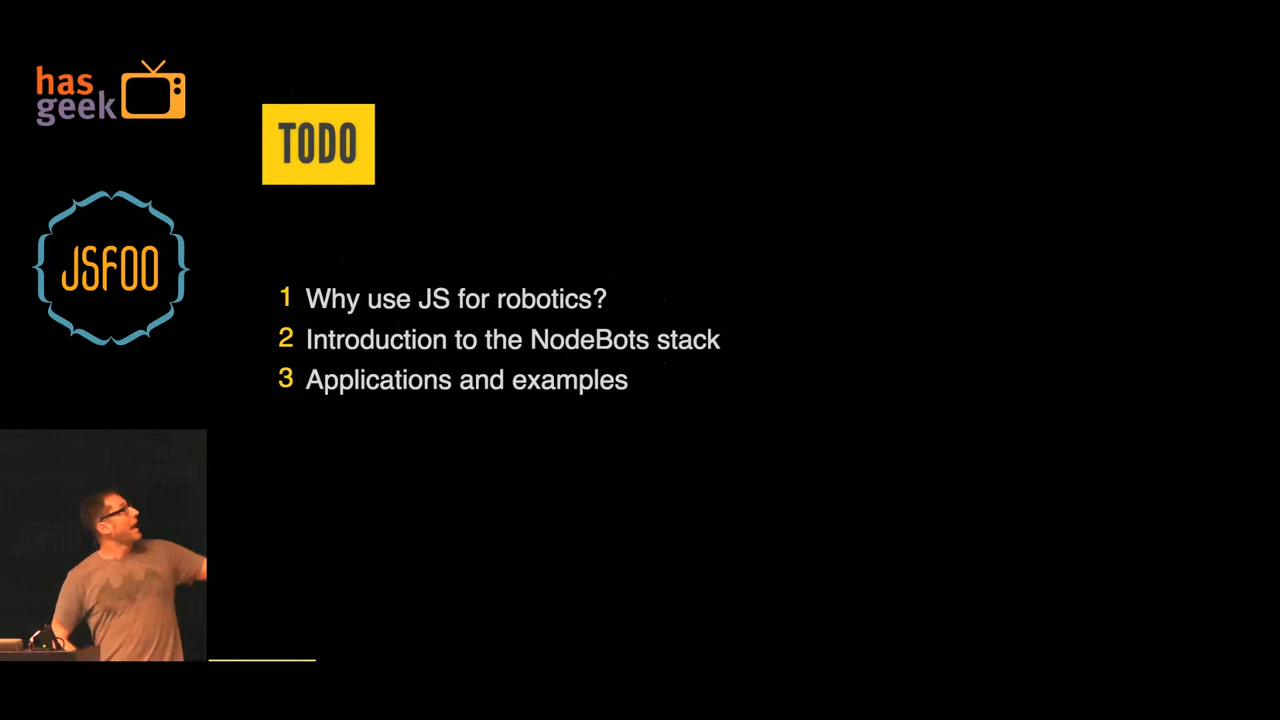 has
geek
JSFOO
TODO
1 Why use JS for robotics?
2 Introduction to the NodeBots stack
3 Applications and examples